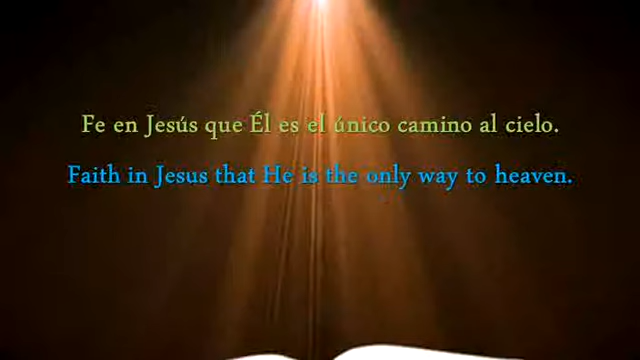 Fe en Jesús que Él es el único camino al cielo.
Faith in Jesus that He is the only way to heaven.